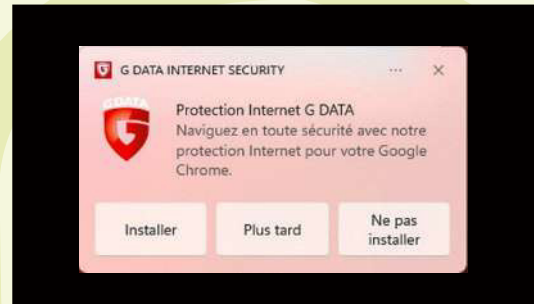 G DATA INTERNET SECURITY
G DATA
Protection Internet G DATA
Naviguez en toute sécurité avec notre
protection Internet pour votre Google
Chrome.
Installer
Plus tard
Ne pas
installer